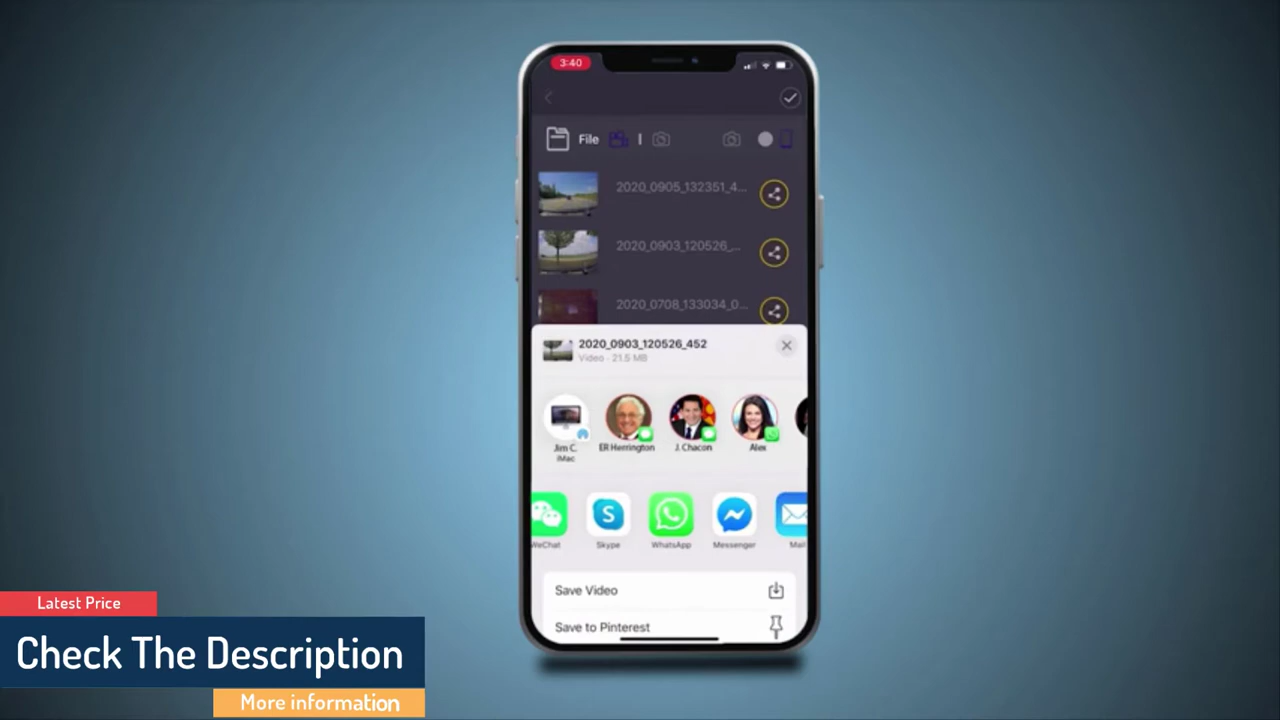 3:40
File
2020_0905_132351_4...
2020_0903_120526_...
2020_0708_133034_0...
2020_0903_120526_452
Video · 21.5 MB
Jim C.
iMac
ER Herrington
J. Chacon
Alex
WeChat
S
Skype
WhatsApp
Messenger
Mail
Save Video
Save to Pinterest
Latest Price
Check The Description
More information